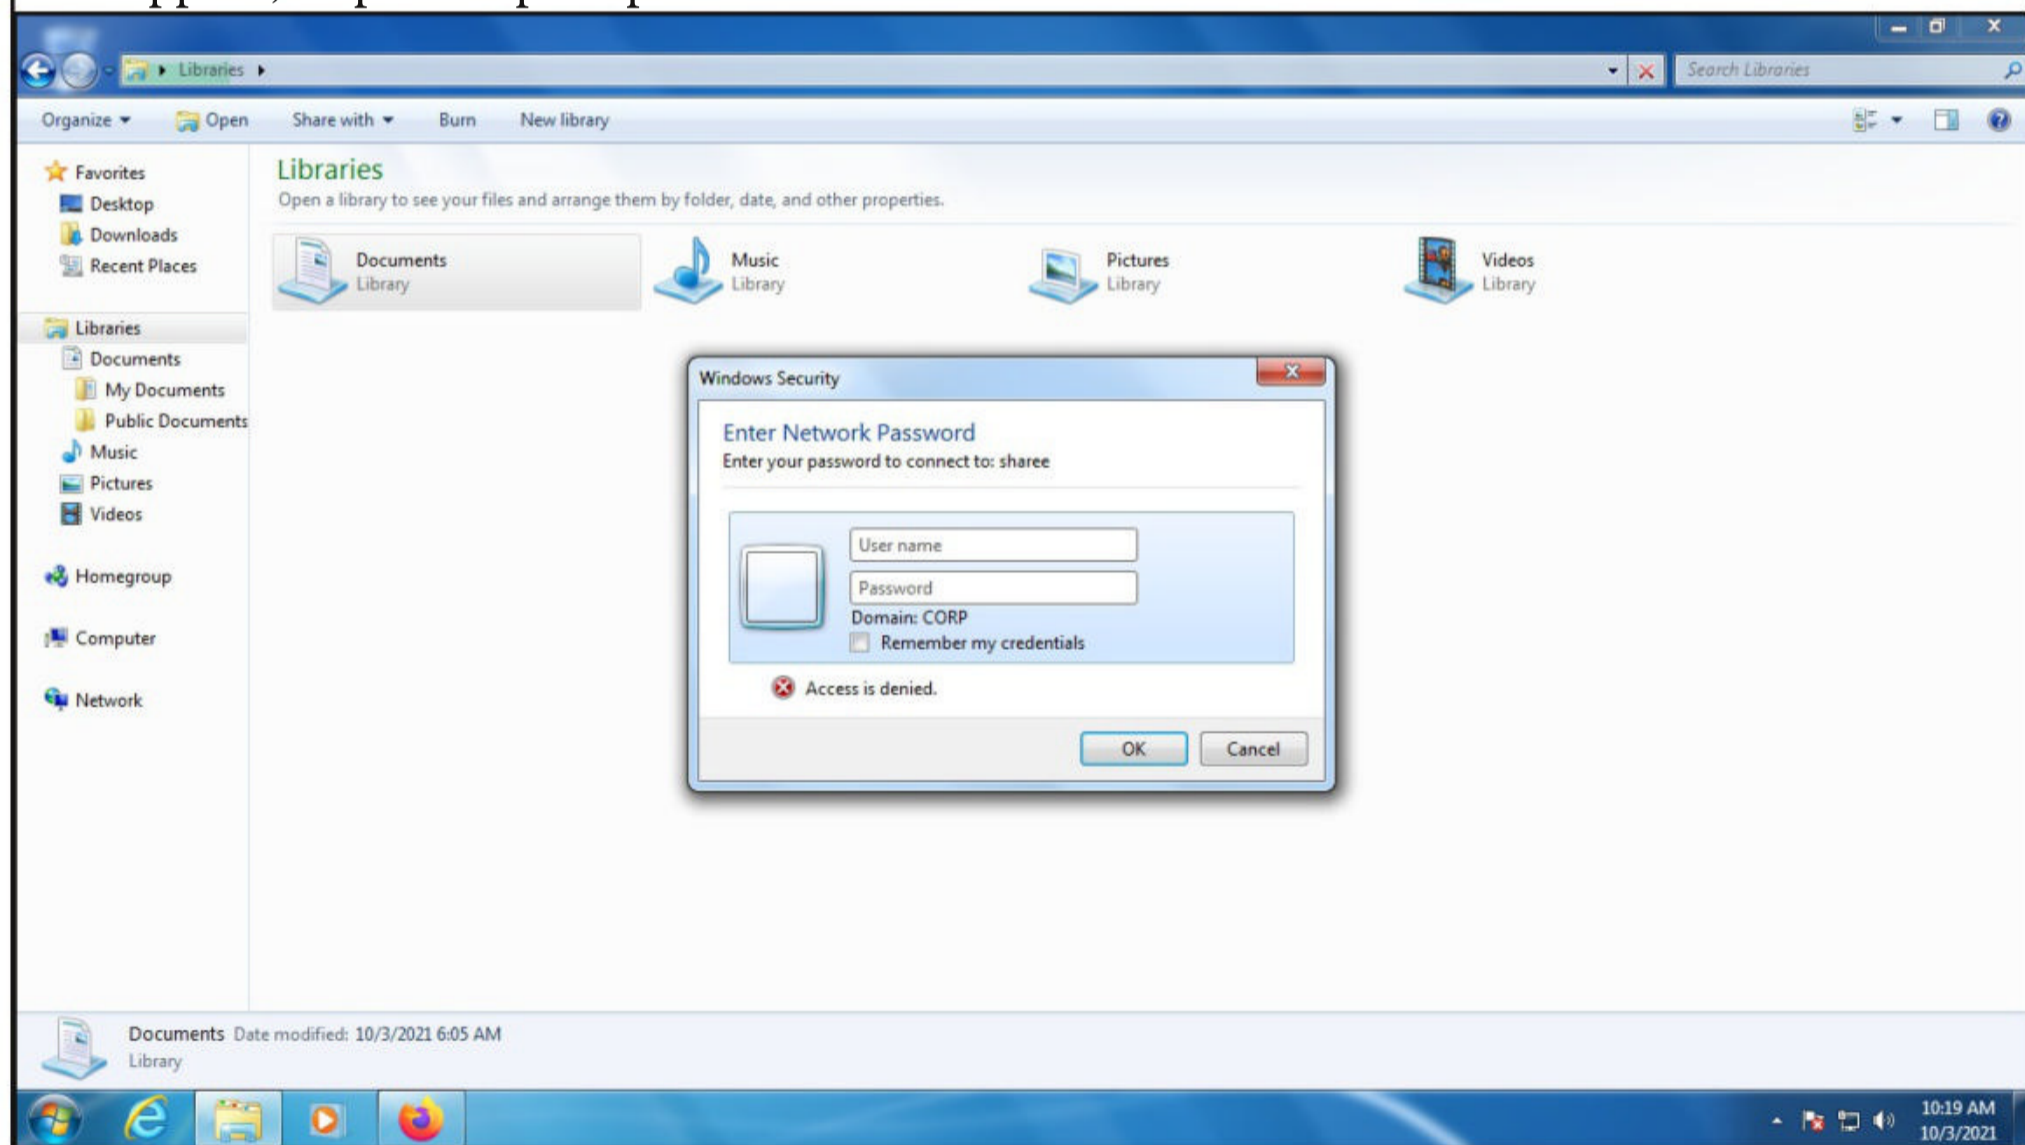 Libraries
Search Libraries
Organize Open Share with Burn New library
Favorites
Desktop
Downloads
Recent Places
Libraries
Documents
My Documents
Public Documents
Music
Pictures
Videos
Homegroup
Computer
Network
Libraries
Open a library to see your files and arrange them by folder, date, and other properties.
Documents
Library
Music
Library
Pictures
Library
Videos
Library
Windows Security
Enter Network Password
Enter your password to connect to: sharee
User name
Password
Domain: CORP
Remember my credentials
Access is denied.
OK Cancel
Documents Date modified: 10/3/2021 6:05 AM
Library
10:19 AM
10/3/2021